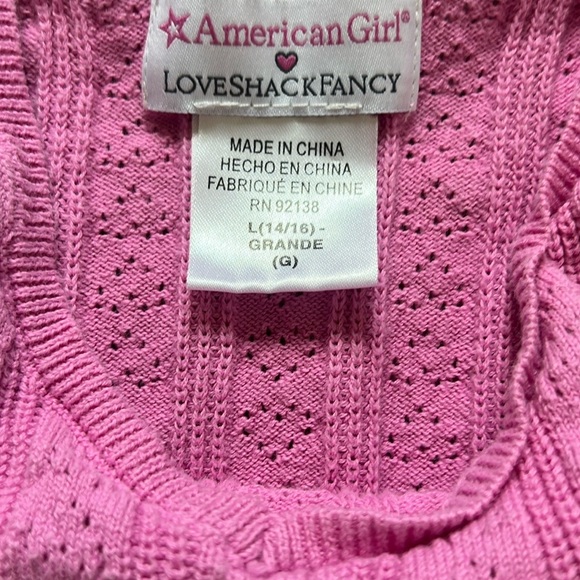 American Girl®
LOVESHACKFANCY
MADE IN CHINA
HECHO EN CHINA
FABRIQUÉ EN CHINE
RN 92138
L(14/16) -
GRANDE
(G)